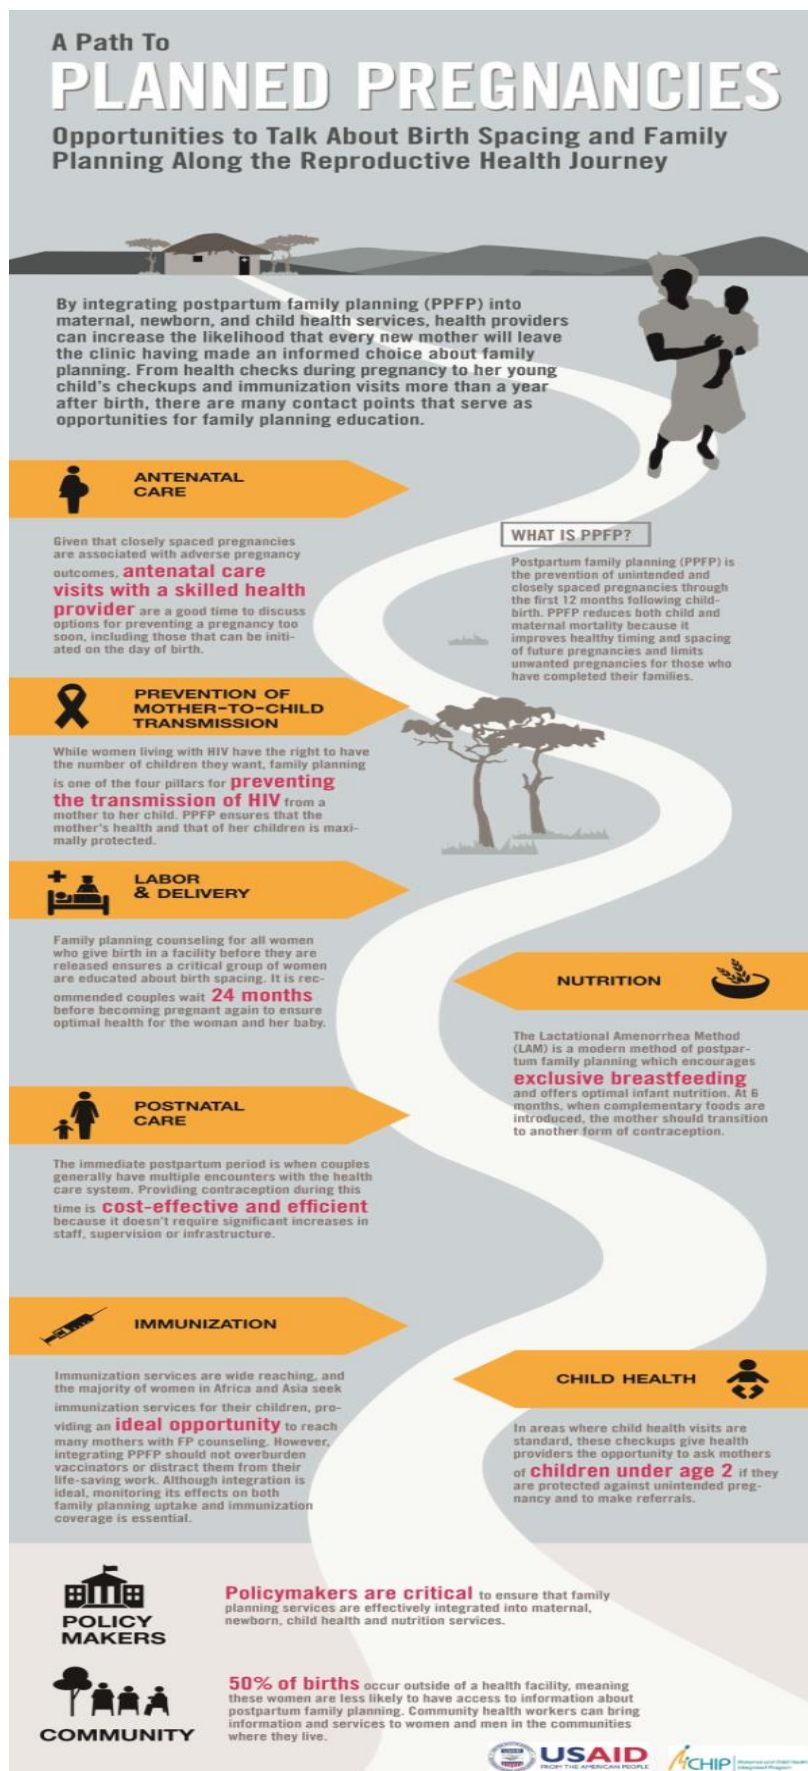 A Path To
PLANNED PREGNANCIES
Opportunities to Talk About Birth Spacing and Family
Planning Along the Reproductive Health Journey
By integrating postpartum family planning (PPFP) into
maternal, newborn, and child health services, health providers
can increase the likelihood that every new mother will leave
the clinic having made an informed choice about family
planning. From health checks during pregnancy to her young
child's checkups and immunization visits more than a year
after birth, there are many contact points that serve as
opportunities for family planning education.
ANTENATAL
CARE
Given that closely spaced pregnancies
are associated with adverse pregnancy
outcomes, antenatal care
visits with a skilled health
provider are a good time to discuss
options for preventing a pregnancy too
soon, including those that can be initi-
ated on the day of birth.
WHAT IS PPFP?
Postpartum family planning (PPFP) is
the prevention of unintended and
closely spaced pregnancies through
the first 12 months following child-
birth. PPFP reduces both child and
maternal mortality because it
improves healthy timing and spacing
of future pregnancies and limits
unwanted pregnancies for those who
have completed their families.
PREVENTION OF
MOTHER-TO-CHILD
TRANSMISSION
While women living with HIV have the right to have
the number of children they want, family planning
is one of the four pillars for preventing
the transmission of HIV from a
mother to her child. PPFP ensures that the
mother's health and that of her children is maxi-
mally protected.
LABOR
& DELIVERY
Family planning counseling for all women
who give birth in a facility before they are
released ensures a critical group of women
are educated about birth spacing. It is rec-
ommended couples wait 24 months
before becoming pregnant again to ensure
optimal health for the woman and her baby.
NUTRITION
The Lactational Amenorrhea Method
(LAM) is a modern method of postpar-
tum family planning which encourages
exclusive breastfeeding
and offers optimal infant nutrition. At 6
months, when complementary foods are
introduced, the mother should transition
to another form of contraception.
POSTNATAL
CARE
The immediate postpartum period is when couples
generally have multiple encounters with the health
care system. Providing contraception during this
time is cost-effective and efficient
because it doesn't require significant increases in
staff, supervision or infrastructure.
IMMUNIZATION
Immunization services are wide reaching, and
the majority of women in Africa and Asia seek
immunization services for their children, pro-
viding an ideal opportunity to reach
many mothers with FP counseling. However,
integrating PPFP should not overburden
vaccinators or distract them from their
life-saving work. Although integration is
ideal, monitoring its effects on both
family planning uptake and immunization
coverage is essential.
CHILD HEALTH
In areas where child health visits are
standard, these checkups give health
providers the opportunity to ask mothers
of children under age 2 if they
are protected against unintended preg-
nancy and to make referrals.
POLICY
MAKERS
Policymakers are critical to ensure that family
planning services are effectively integrated into maternal,
newborn, child health and nutrition services.
COMMUNITY
50% of births occur outside of a health facility, meaning
these women are less likely to have access to information about
postpartum family planning. Community health workers can bring
information and services to women and men in the communities
where they live.
USAID
FROM THE AMERICAN PEOPLE
MCHIP